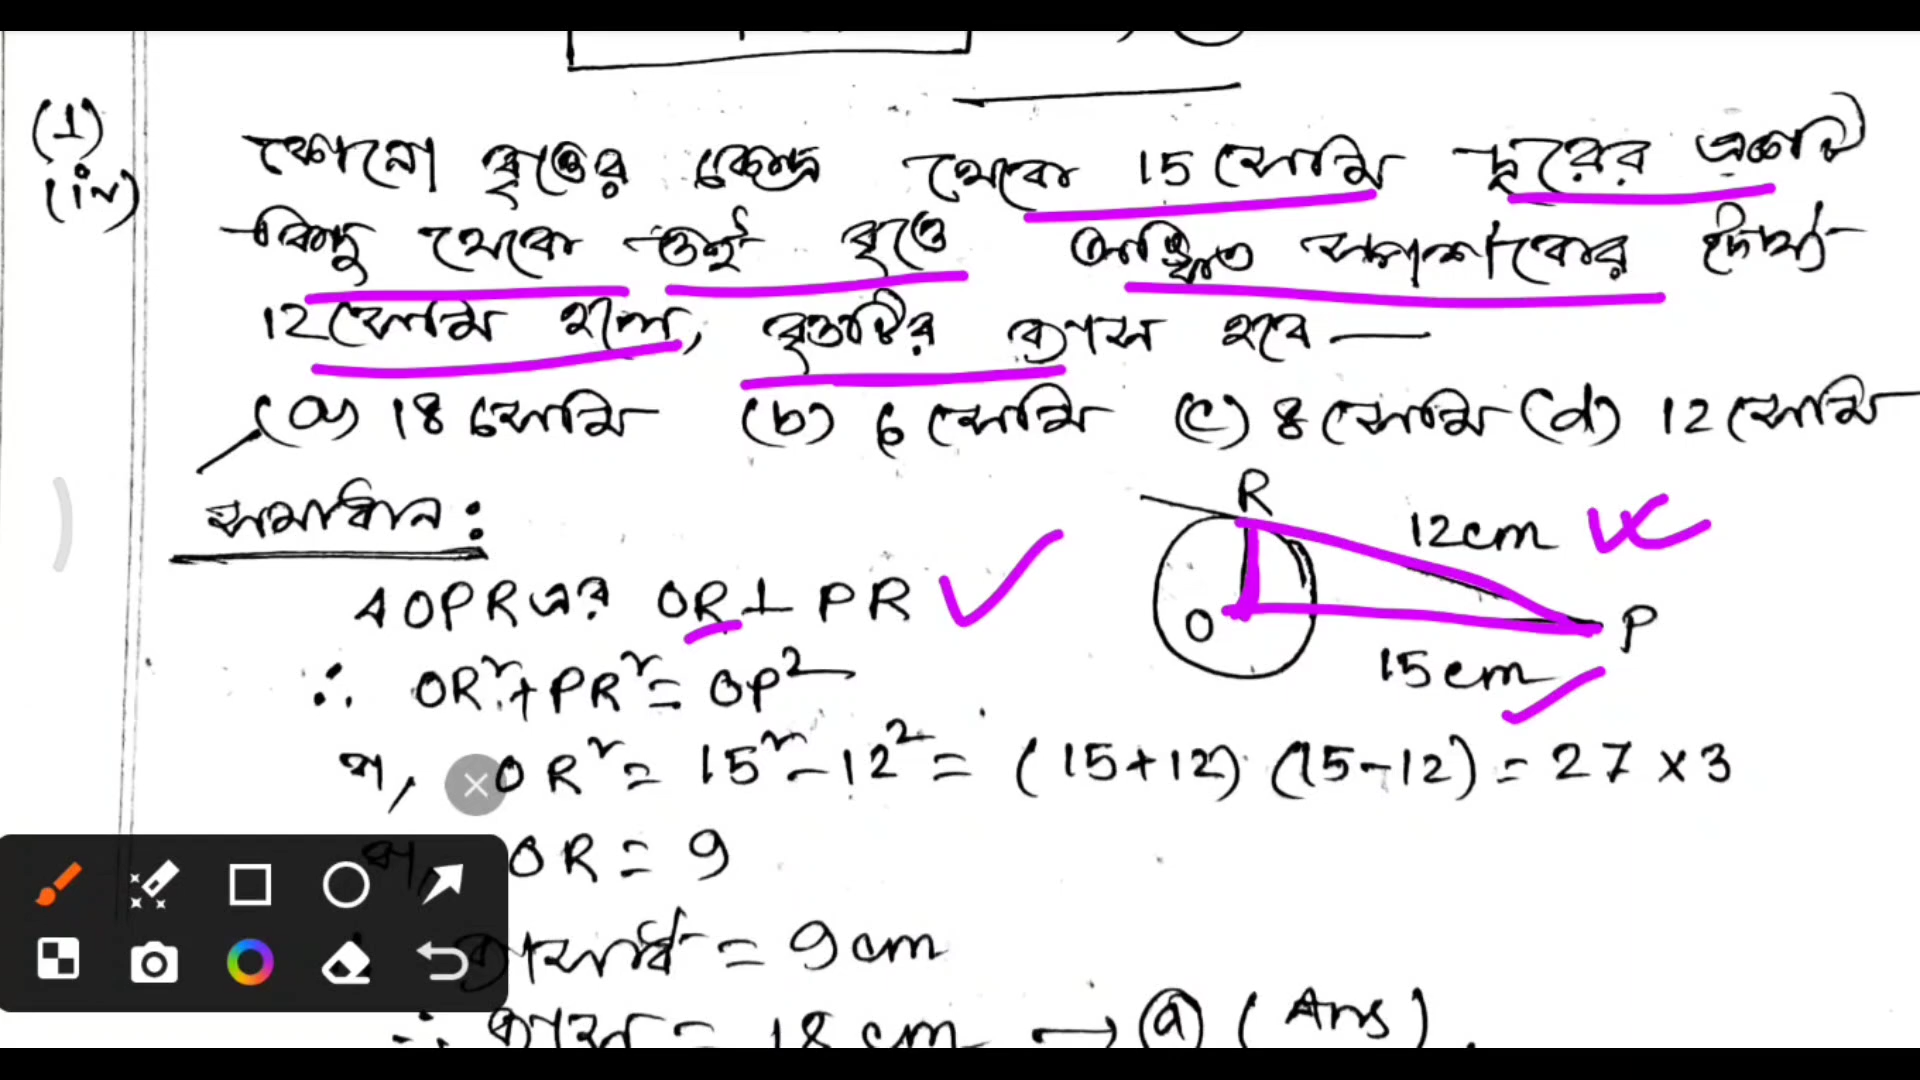 (1)
(iv)
কোনো বৃত্তের কেন্দ্র থেকে 15 সেমি দূরের একটি
বিন্দু থেকে ওই বৃত্তে অঙ্কিত স্পর্শকের দৈর্ঘ্য
12 সেমি হলে, বৃত্তটির ব্যাস হবে —
(a) 18 সেমি (b) 6 সেমি (c) 8 সেমি (d) 12 সেমি
সমাধান:
R
12cm
O
P
15cm
△OPR এর OR ⊥ PR
∴ OR²+PR² = OP²
বা, OR² = 15² - 12² = (15+12) (15-12) = 27 × 3
বা, OR = 9
ব্যাসার্ধ = 9 cm
∴ ব্যাস = 18 cm → ⓐ (Ans).